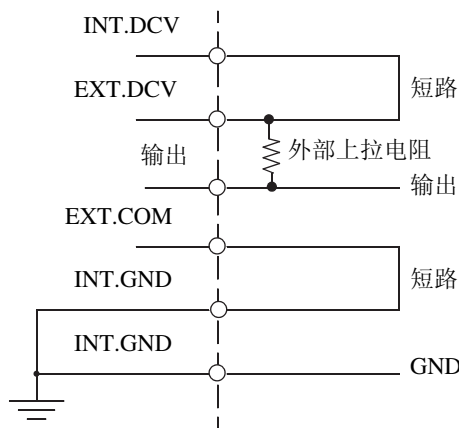 INT.DCV
EXT.DCV
短路
外部上拉电阻
输出
输出
EXT.COM
INT.GND
短路
INT.GND
GND